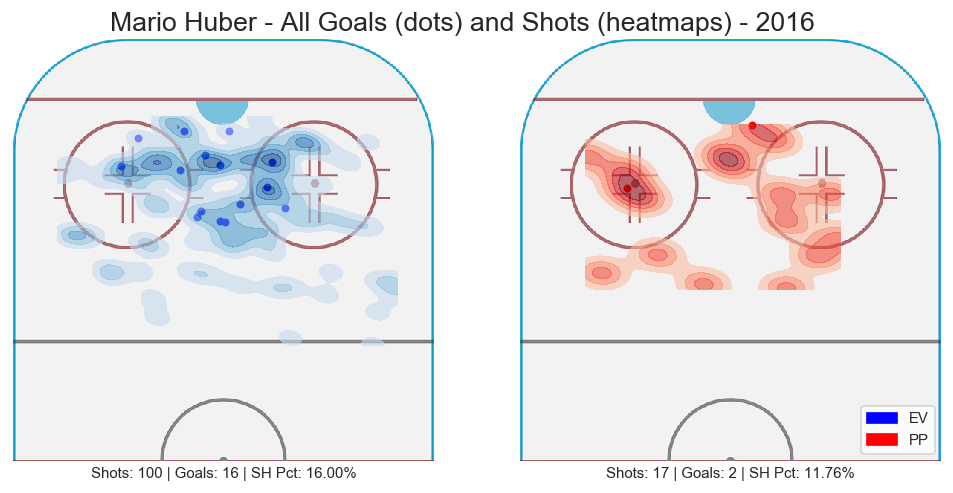 Mario Huber - All Goals (dots) and Shots (heatmaps) - 2016
EV
PP
Shots: 100 | Goals: 16 | SH Pct: 16.00%
Shots: 17 | Goals: 2 | SH Pct: 11.76%